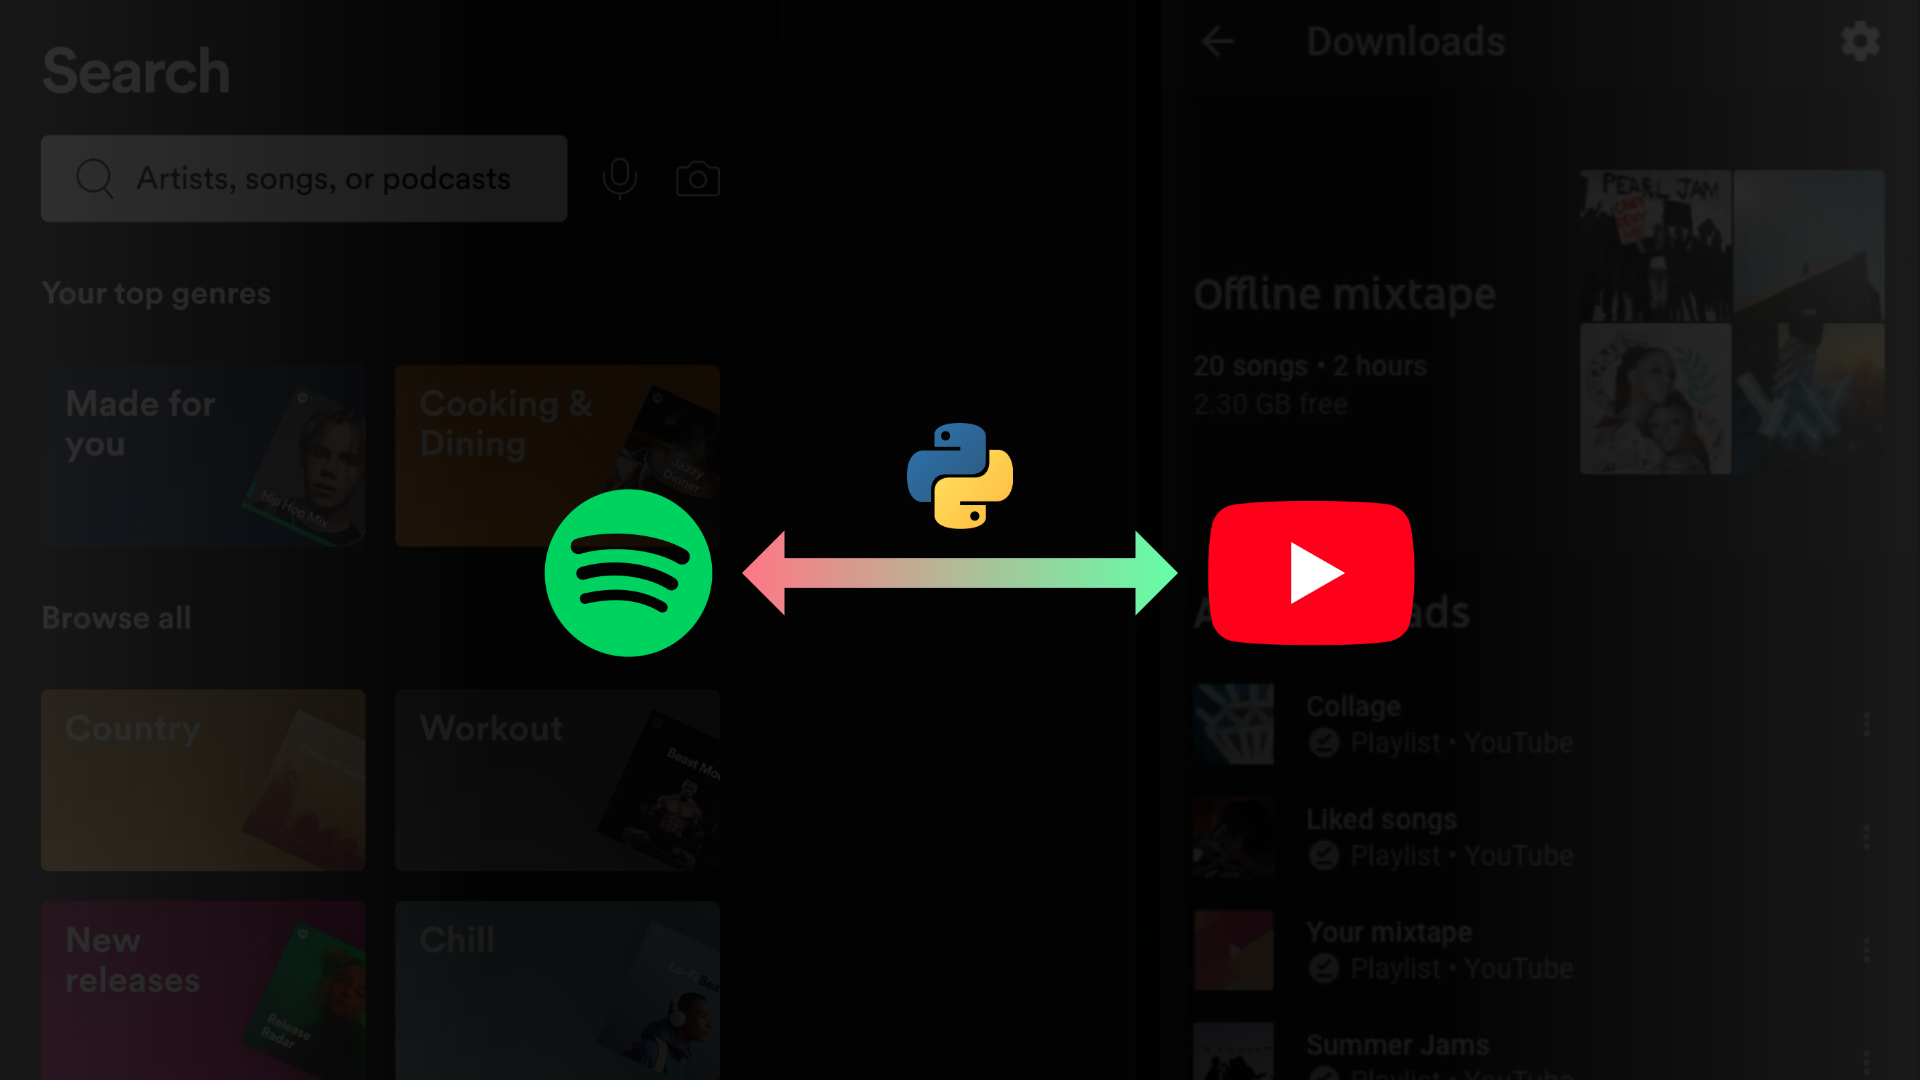 Search
Artists, songs, or podcasts
Your top genres
Made for
you
Hip Hop Mix
Cooking &
Dining
Jazzy
Dinner
Browse all
Country
Workout
Beast Mo
New
releases
Release
Radar
Chill
Lo-Fi Bea
Downloads
PEARL JAM
Offline mixtape
20 songs • 2 hours
2.30 GB free
A ads
Collage
Playlist • YouTube
Liked songs
Playlist • YouTube
Your mixtape
Playlist • YouTube
Summer Jams
Playlist • YouTube